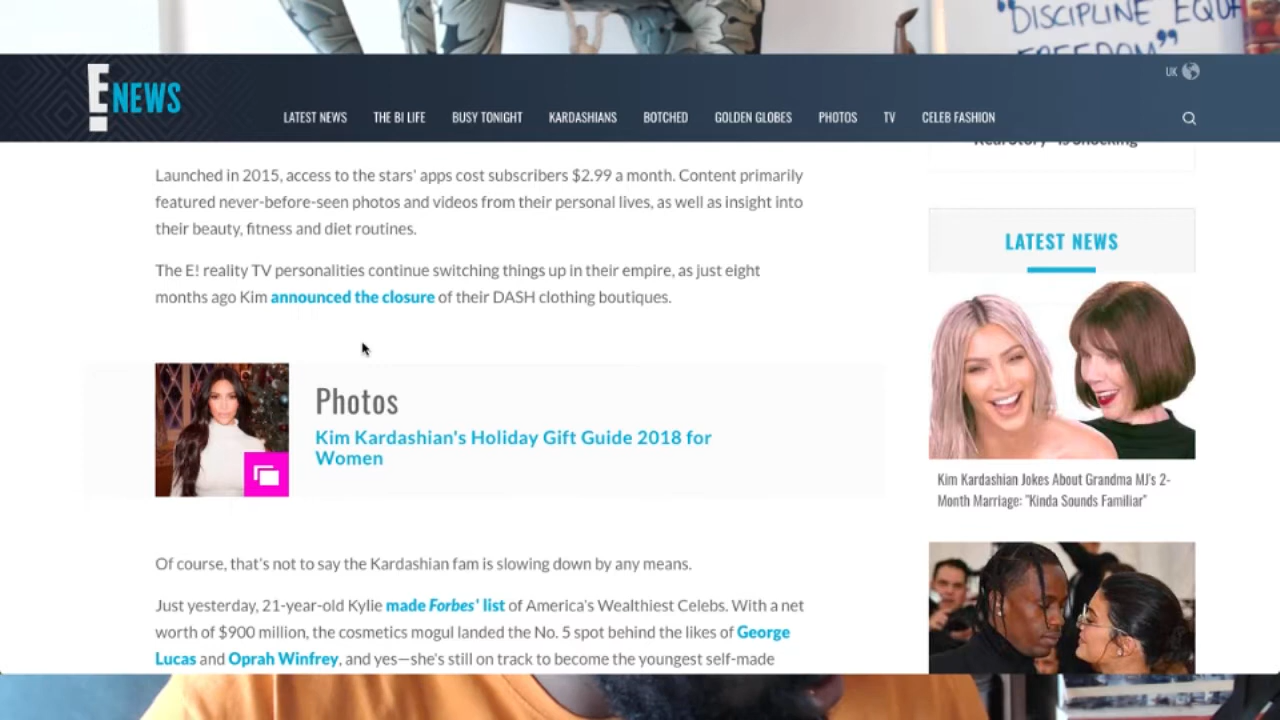 "DISCIPLINE EQUA
FREEDOM"
E! NEWS
UK
LATEST NEWS THE BI LIFE BUSY TONIGHT KARDASHIANS BOTCHED GOLDEN GLOBES PHOTOS TV CELEB FASHION
"Real Story" Is Shocking
Launched in 2015, access to the stars' apps cost subscribers $2.99 a month. Content primarily
featured never-before-seen photos and videos from their personal lives, as well as insight into
their beauty, fitness and diet routines.
The E! reality TV personalities continue switching things up in their empire, as just eight
months ago Kim announced the closure of their DASH clothing boutiques.
Photos
Kim Kardashian's Holiday Gift Guide 2018 for
Women
Of course, that's not to say the Kardashian fam is slowing down by any means.
Just yesterday, 21-year-old Kylie made Forbes' list of America's Wealthiest Celebs. With a net
worth of $900 million, the cosmetics mogul landed the No. 5 spot behind the likes of George
Lucas and Oprah Winfrey, and yes—she's still on track to become the youngest self-made
LATEST NEWS
Kim Kardashian Jokes About Grandma MJ's 2-
Month Marriage: "Kinda Sounds Familiar"